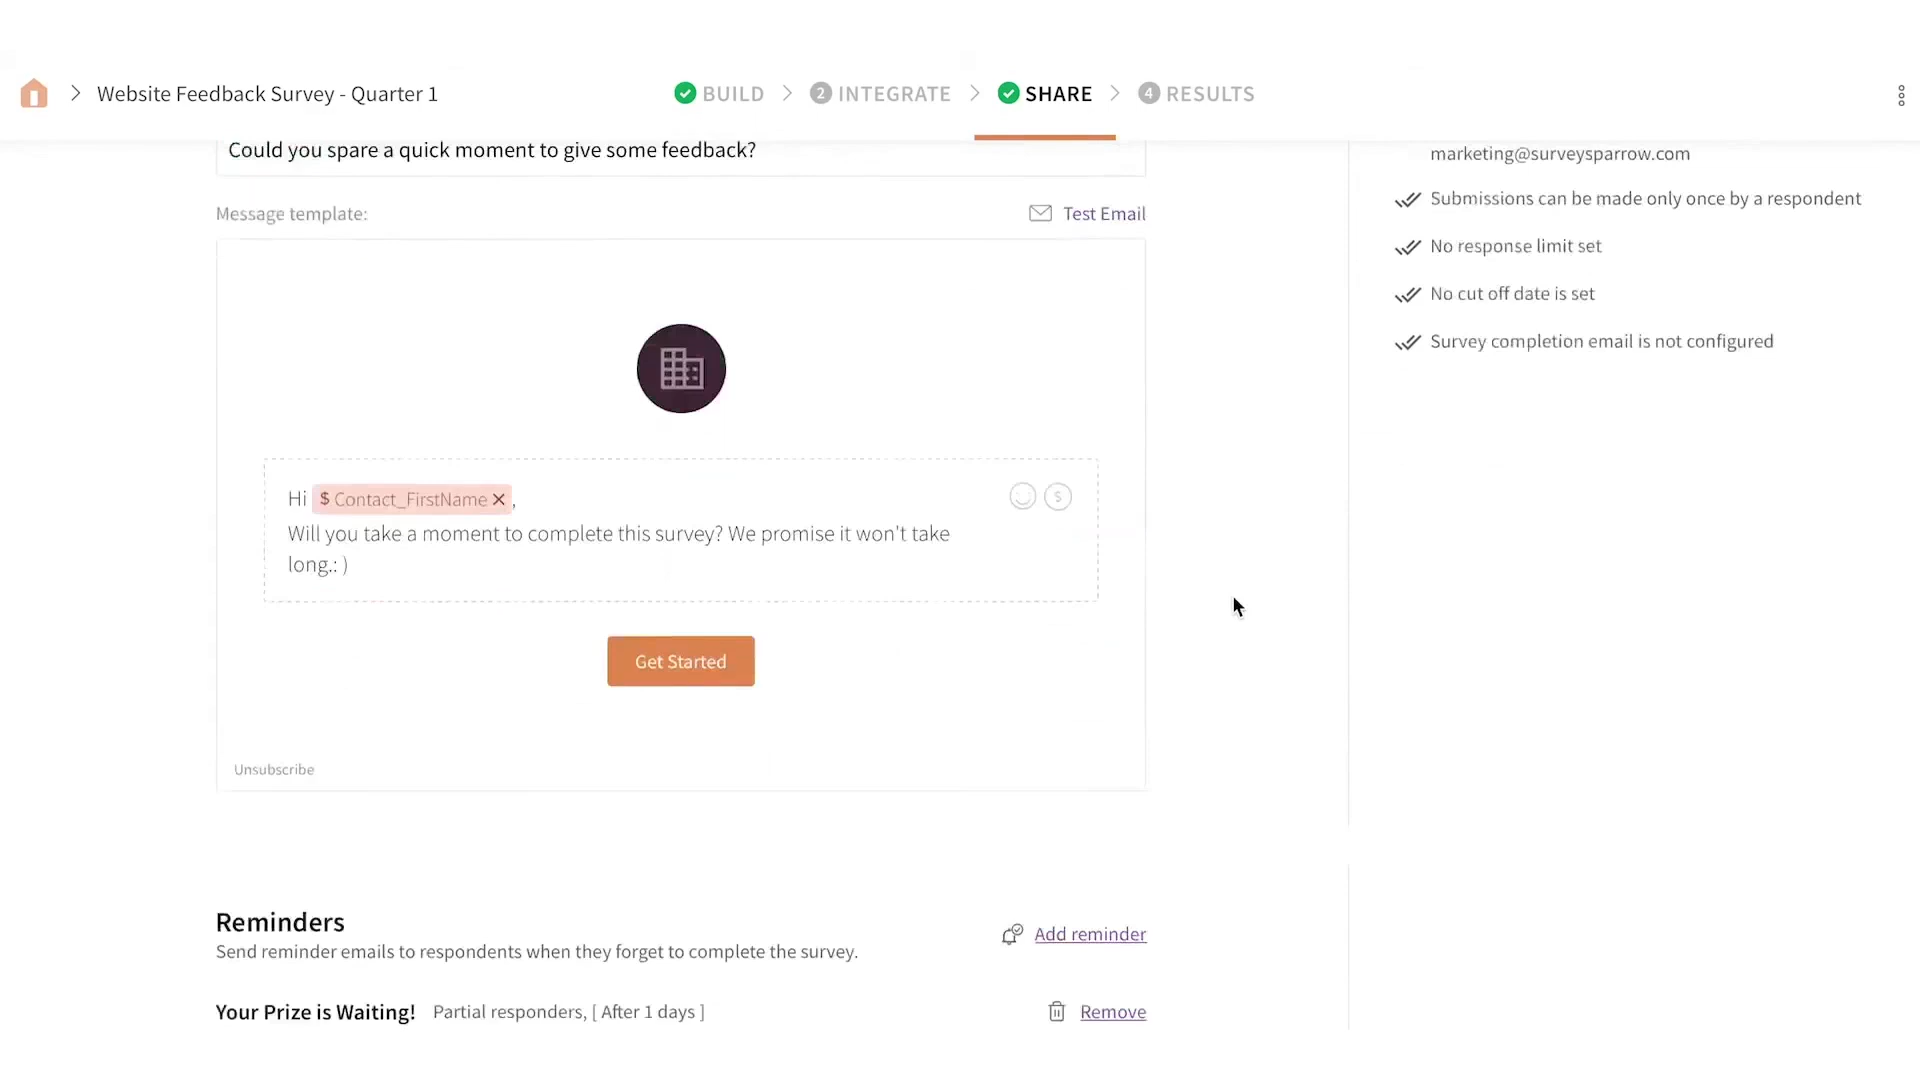 Website Feedback Survey - Quarter 1
BUILD
2 INTEGRATE
SHARE
4 RESULTS
Could you spare a quick moment to give some feedback?
Message template:
Test Email
Hi $ Contact_FirstName ,
Will you take a moment to complete this survey? We promise it won't take
long.: )
Get Started
Unsubscribe
Reminders
Send reminder emails to respondents when they forget to complete the survey.
Add reminder
Your Prize is Waiting! Partial responders, [ After 1 days ]
Remove
marketing@surveysparrow.com
Submissions can be made only once by a respondent
No response limit set
No cut off date is set
Survey completion email is not configured